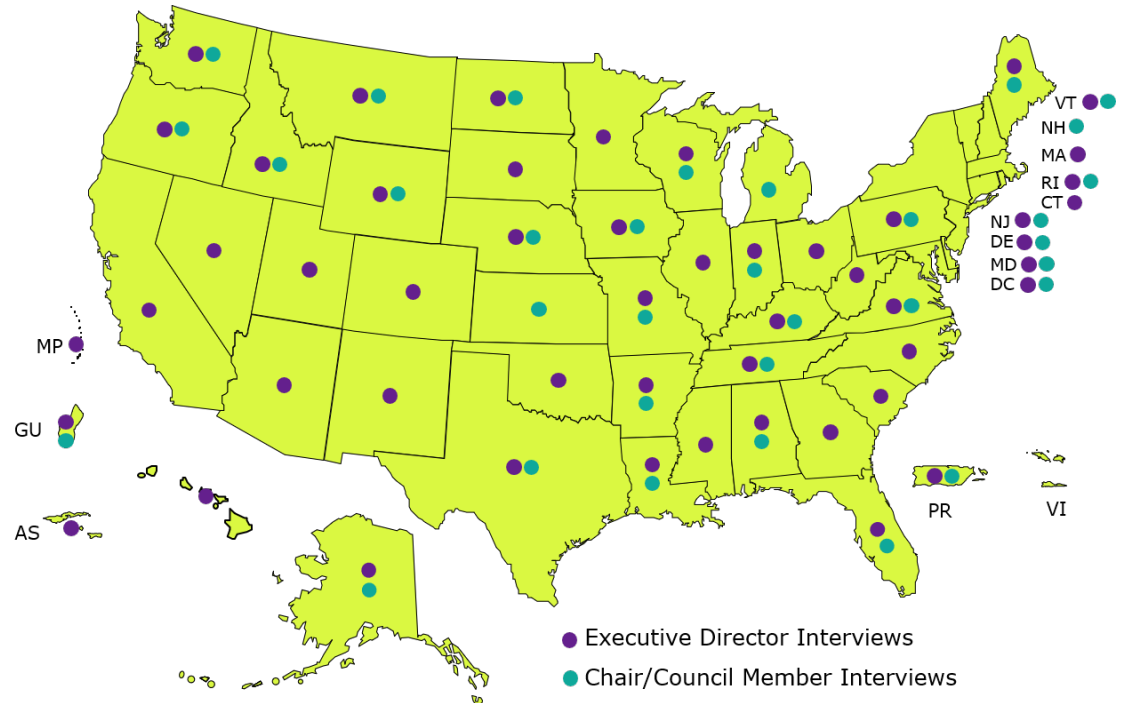 VT
NH
MA
RI
CT
NJ
DE
MD
DC
MP
GU
AS
PR
VI
Executive Director Interviews
Chair/Council Member Interviews